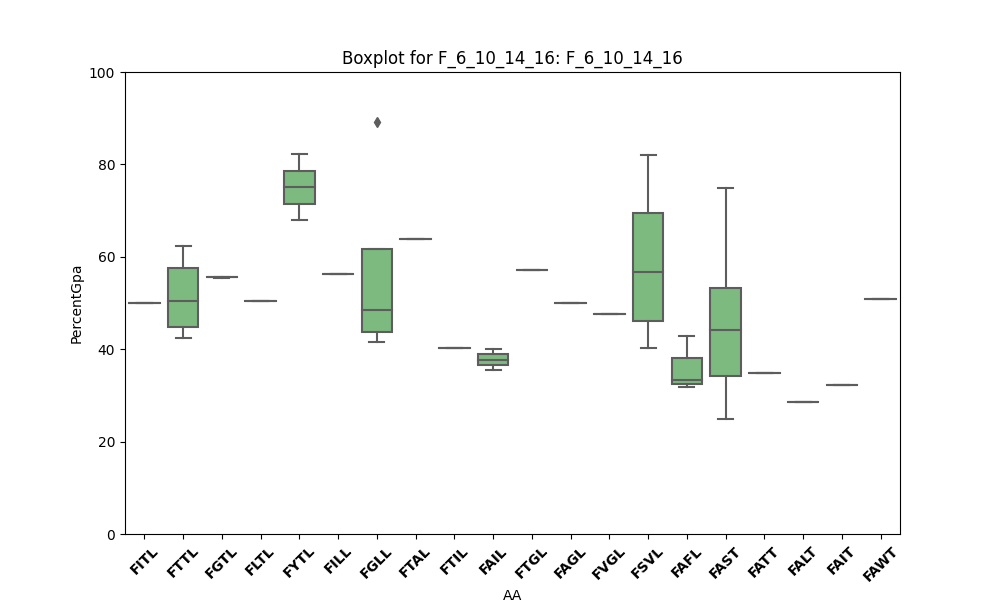 Boxplot for F_6_10_14_16: F_6_10_14_16
100
80
60
40
20
0
PercentGpa
FITL FTTL FGTL FLTL FYTL FILL FGLL FTAL FTIL FAIL FTGL FAGL FVGL FSVL FAFL FAST FATT FALT FAIT FAWT
AA